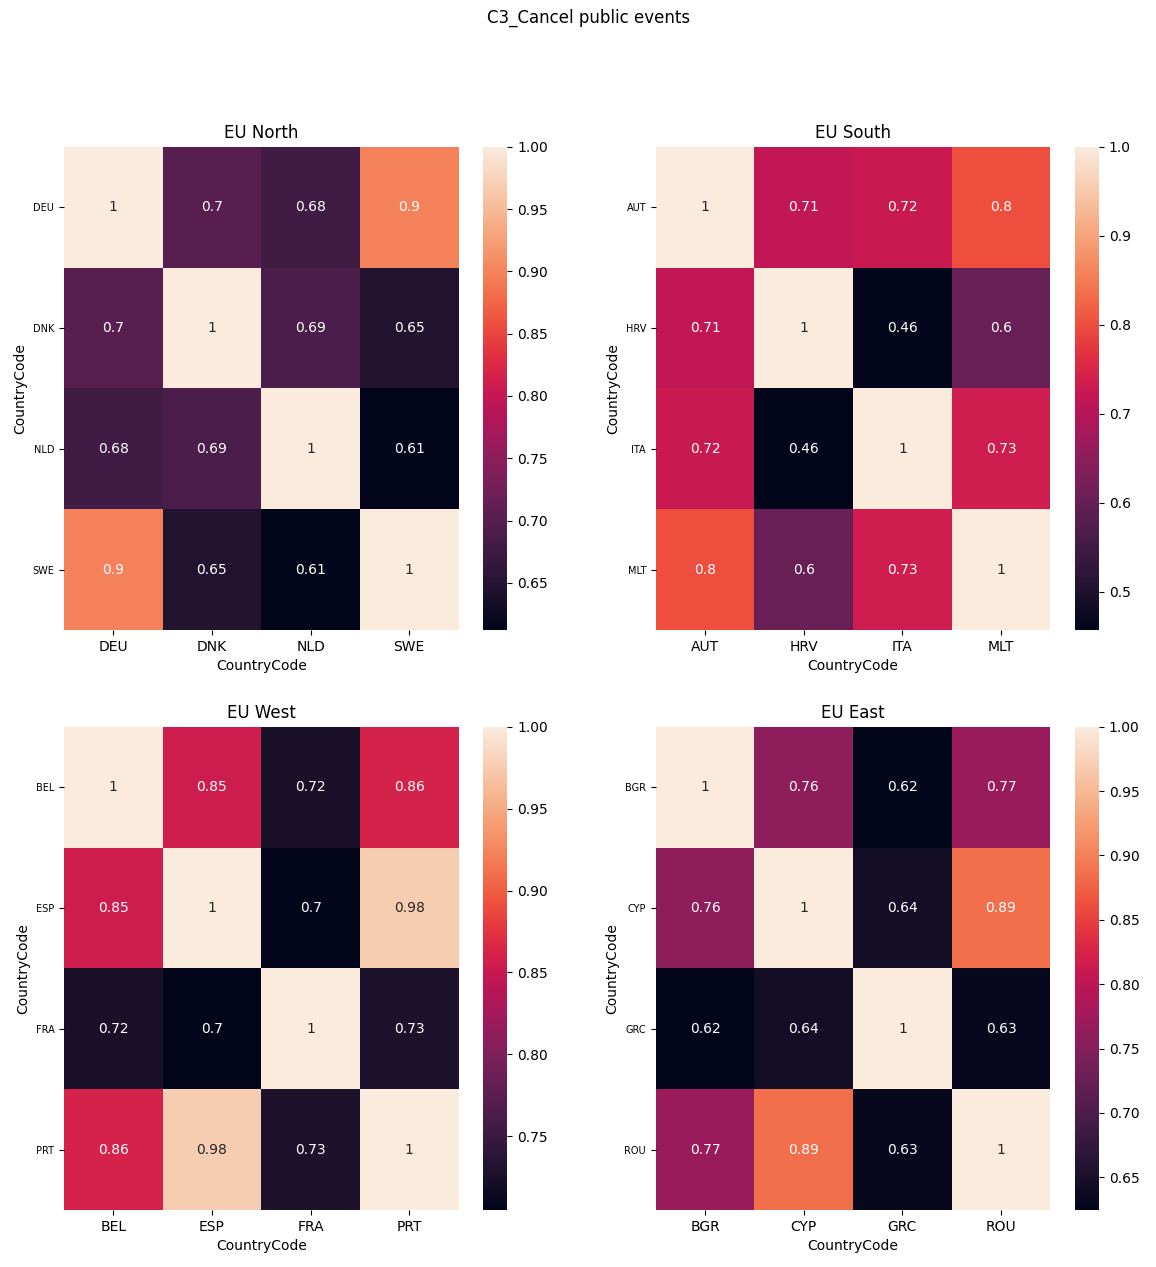 C3_Cancel public events
EU North
CountryCode
DEU 1 0.7 0.68 0.9
DNK 0.7 1 0.69 0.65
NLD 0.68 0.69 1 0.61
SWE 0.9 0.65 0.61 1
DEU DNK NLD SWE
CountryCode
1.00
0.95
0.90
0.85
0.80
0.75
0.70
0.65
EU South
CountryCode
AUT 1 0.71 0.72 0.8
HRV 0.71 1 0.46 0.6
ITA 0.72 0.46 1 0.73
MLT 0.8 0.6 0.73 1
AUT HRV ITA MLT
CountryCode
1.0
0.9
0.8
0.7
0.6
0.5
EU West
CountryCode
BEL 1 0.85 0.72 0.86
ESP 0.85 1 0.7 0.98
FRA 0.72 0.7 1 0.73
PRT 0.86 0.98 0.73 1
BEL ESP FRA PRT
CountryCode
1.00
0.95
0.90
0.85
0.80
0.75
EU East
CountryCode
BGR 1 0.76 0.62 0.77
CYP 0.76 1 0.64 0.89
GRC 0.62 0.64 1 0.63
ROU 0.77 0.89 0.63 1
BGR CYP GRC ROU
CountryCode
1.00
0.95
0.90
0.85
0.80
0.75
0.70
0.65